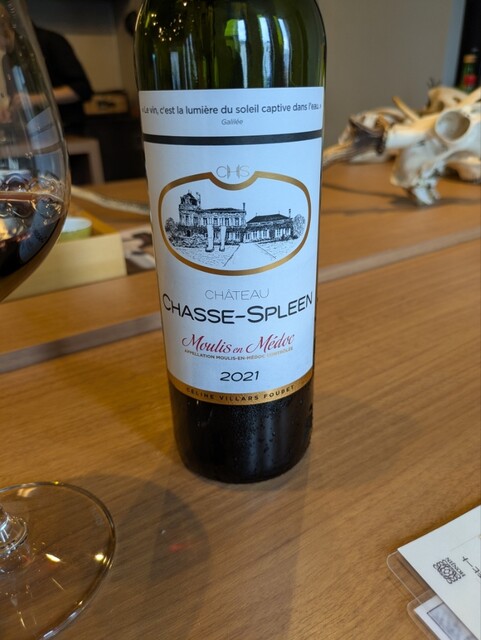 «Le vin, c'est la lumière du soleil captive dans l'eau.»
Galilée
CHS
CHÂTEAU
CHASSE-SPLEEN
Moulis en Médoc
APPELLATION MOULIS-EN-MÉDOC CONTRÔLÉE
2021
CÉLINE VILLARS FOUBET